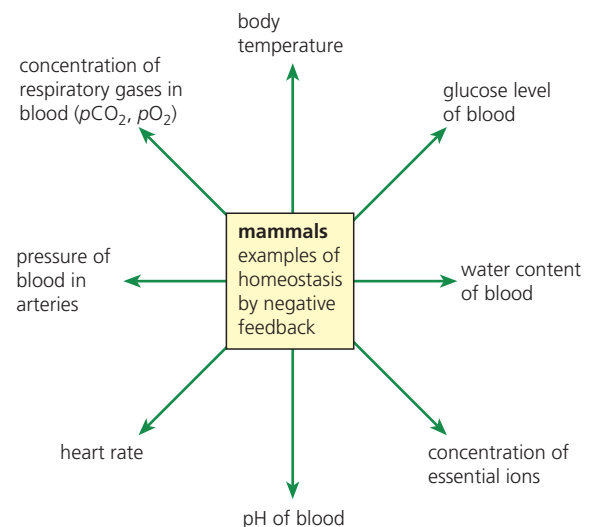 body
temperature
concentration of
respiratory gases in
blood (pCO₂, pO₂)
glucose level
of blood
mammals
examples of
homeostasis
by negative
feedback
pressure of
blood in
arteries
water content
of blood
heart rate
concentration of
essential ions
pH of blood